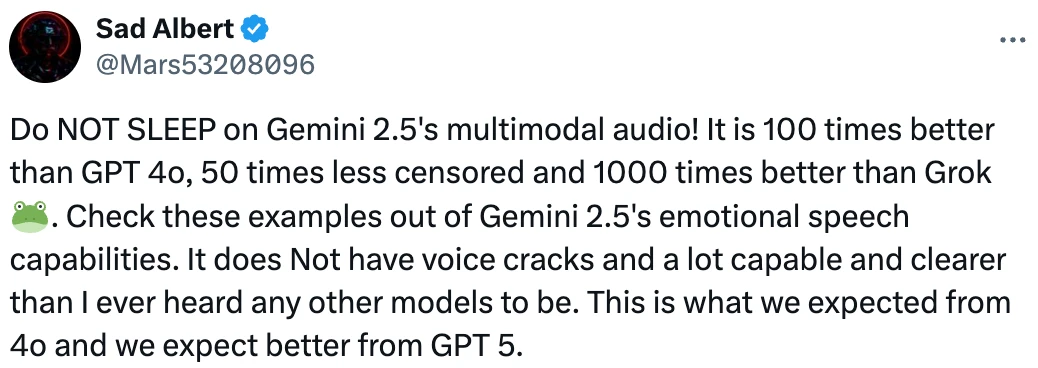 Sad Albert
@Mars53208096
Do NOT SLEEP on Gemini 2.5's multimodal audio! It is 100 times better
than GPT 4o, 50 times less censored and 1000 times better than Grok
🐸. Check these examples out of Gemini 2.5's emotional speech
capabilities. It does Not have voice cracks and a lot capable and clearer
than I ever heard any other models to be. This is what we expected from
4o and we expect better from GPT 5.